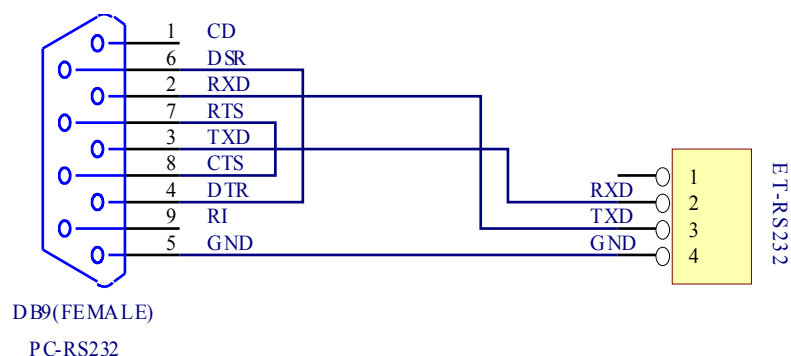 1 CD
6 DSR
2 RXD
7 RTS
3 TXD
8 CTS
4 DTR
9 RI
5 GND
DB9(FEMALE)
PC-RS232
1
RXD 2
TXD 3
GND 4
ET-RS232